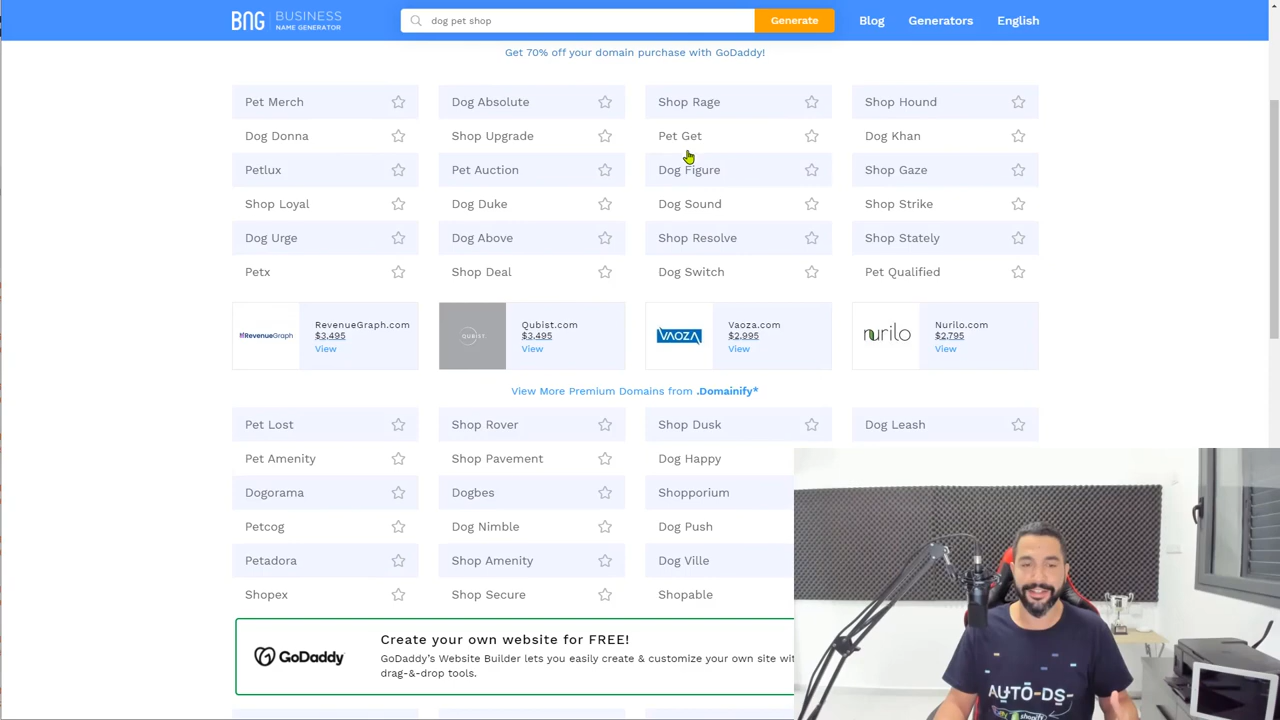 BNG BUSINESS NAME GENERATOR
dog pet shop
Generate
Blog
Generators
English
Get 70% off your domain purchase with GoDaddy!
Pet Merch
Dog Absolute
Shop Rage
Shop Hound
Dog Donna
Shop Upgrade
Pet Get
Dog Khan
Petlux
Pet Auction
Dog Figure
Shop Gaze
Shop Loyal
Dog Duke
Dog Sound
Shop Strike
Dog Urge
Dog Above
Shop Resolve
Shop Stately
Petx
Shop Deal
Dog Switch
Pet Qualified
RevenueGraph
RevenueGraph.com
$3,495
View
QUBIST
Qubist.com
$3,495
View
VAOZA
Vaoza.com
$2,995
View
nurilo
Nurilo.com
$2,795
View
View More Premium Domains from .Domainify*
Pet Lost
Shop Rover
Shop Dusk
Dog Leash
Pet Amenity
Shop Pavement
Dog Happy
Dogorama
Dogbes
Shopporium
Petcog
Dog Nimble
Dog Push
Petadora
Shop Amenity
Dog Ville
Shopex
Shop Secure
Shopable
GoDaddy
Create your own website for FREE!
GoDaddy's Website Builder lets you easily create & customize your own site wit
drag-&-drop tools.
AUTO-DS-
shopify